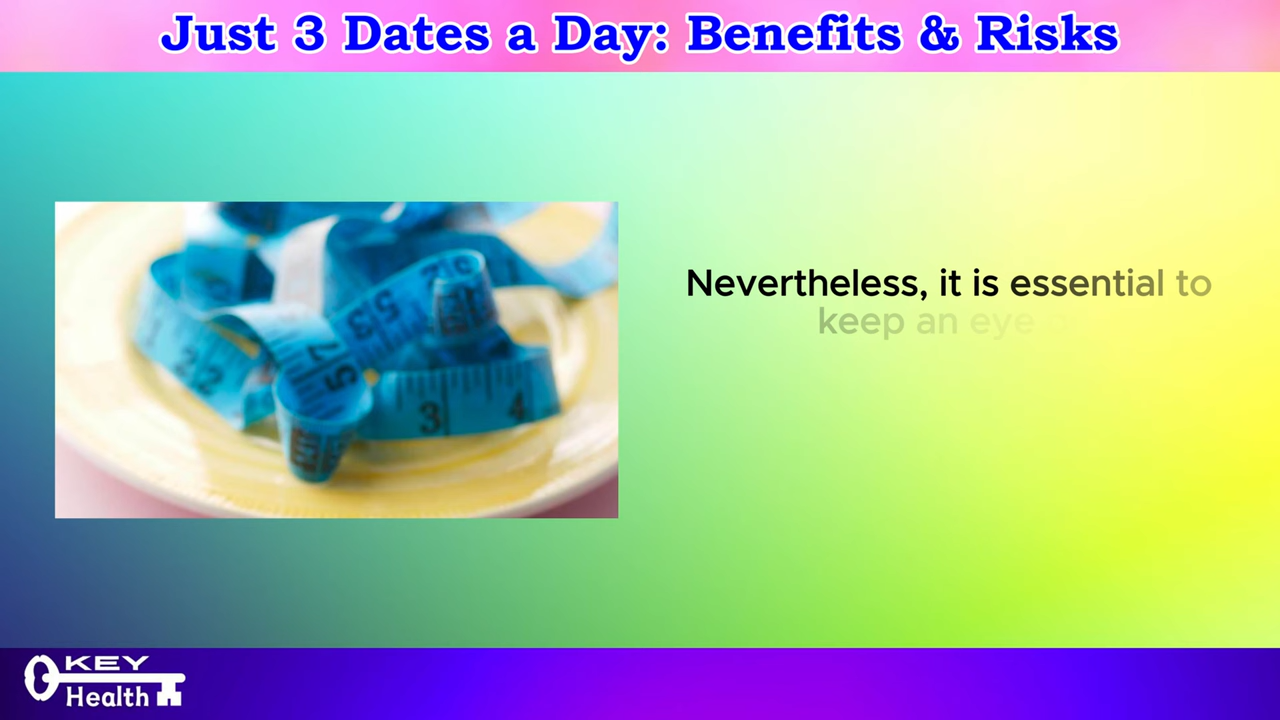 Just 3 Dates a Day: Benefits & Risks
Nevertheless, it is essential to
keep an eye
KEY
Health